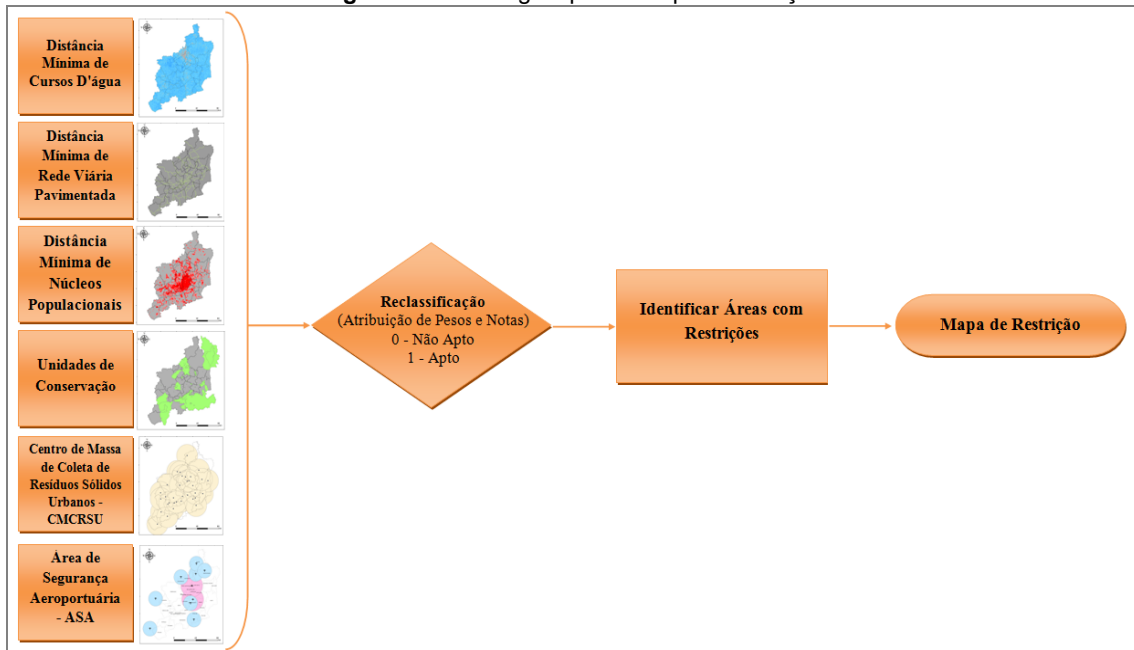 Distância
Mínima de
Cursos D'água
Distância
Mínima de
Rede Viária
Pavimentada
Distância
Mínima de
Núcleos
Populacionais
Unidades de
Conservação
Centro de Massa
de Coleta de
Resíduos Sólidos
Urbanos -
CMCRSU
Área de
Segurança
Aeroportuária
- ASA
Reclassificação
(Atribuição de Pesos e Notas)
0 - Não Apto
1 - Apto
Identificar Áreas com
Restrições
Mapa de Restrição